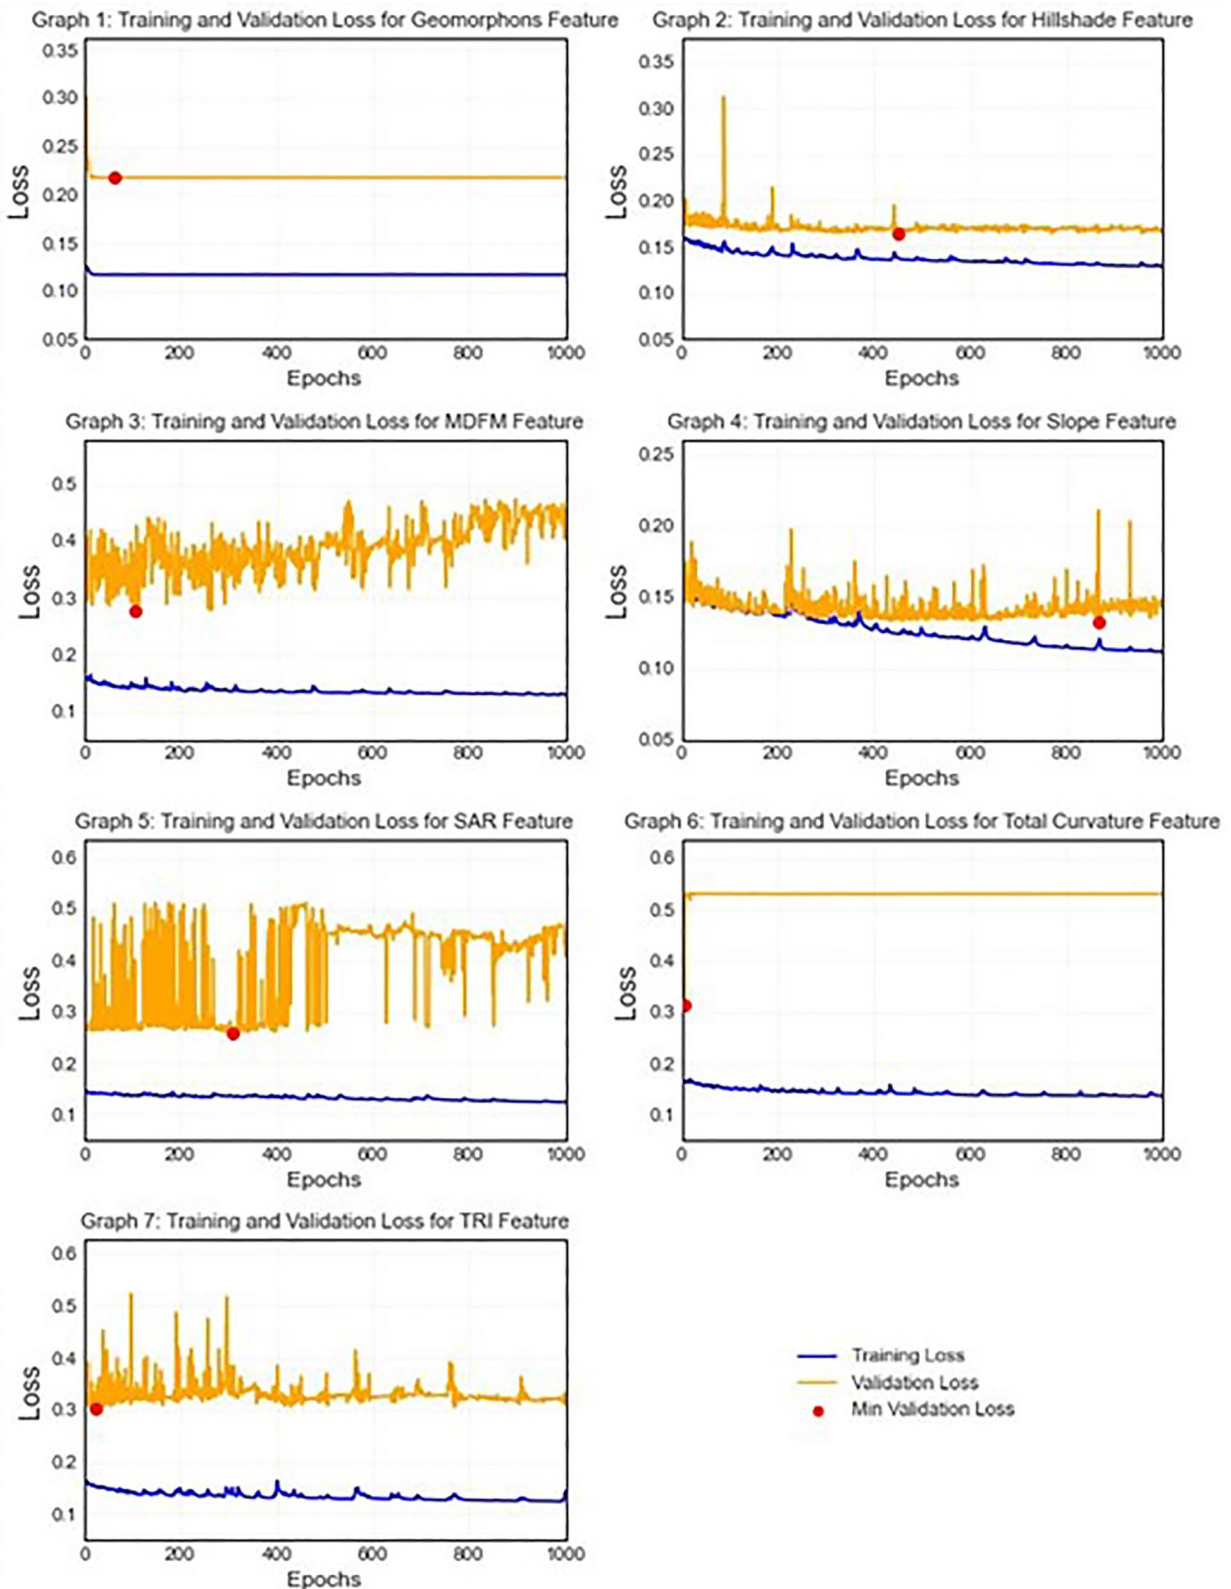 Graph 1: Training and Validation Loss for Geomorphons Feature
0.35
0.30
0.25
0.20
0.15
0.10
0.05
Loss
0 200 400 600 800 1000
Epochs
Graph 2: Training and Validation Loss for Hillshade Feature
0.35
0.30
0.25
0.20
0.15
0.10
0.05
Loss
0 200 400 600 800 1000
Epochs
Graph 3: Training and Validation Loss for MDFM Feature
0.5
0.4
0.3
0.2
0.1
Loss
0 200 400 600 800 1000
Epochs
Graph 4: Training and Validation Loss for Slope Feature
0.25
0.20
0.15
0.10
0.05
Loss
0 200 400 600 800 1000
Epochs
Graph 5: Training and Validation Loss for SAR Feature
0.6
0.5
0.4
0.3
0.2
0.1
Loss
0 200 400 600 800 1000
Epochs
Graph 6: Training and Validation Loss for Total Curvature Feature
0.6
0.5
0.4
0.3
0.2
0.1
Loss
0 200 400 600 800 1000
Epochs
Graph 7: Training and Validation Loss for TRI Feature
0.6
0.5
0.4
0.3
0.2
0.1
Loss
0 200 400 600 800 1000
Epochs
Training Loss
Validation Loss
Min Validation Loss